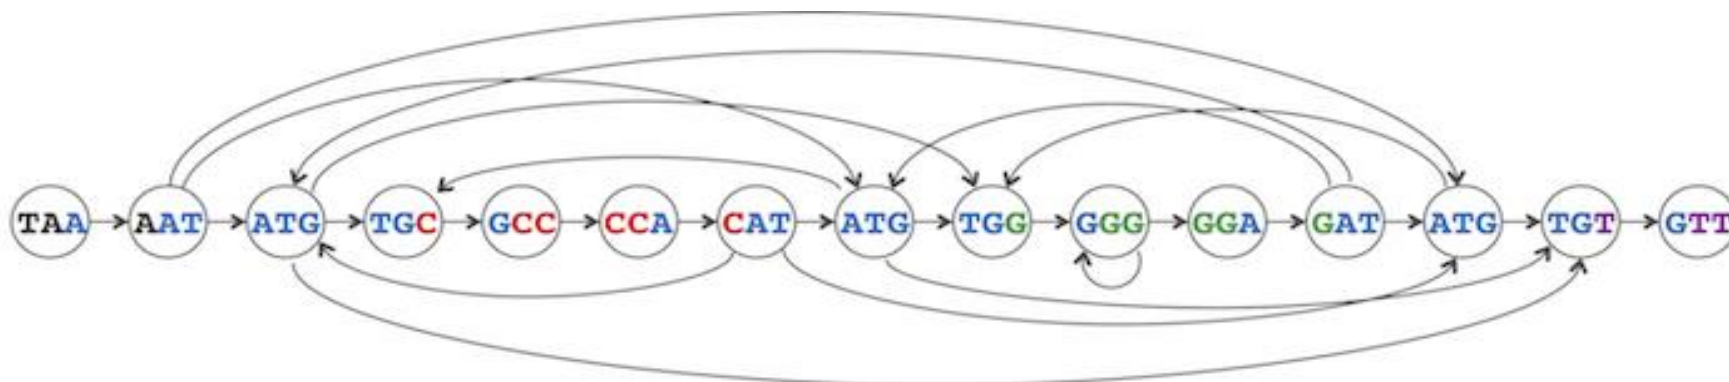 TAA AAT ATG TGC GCC CCA CAT ATG TGG GGG GGA GAT ATG TGT GTT